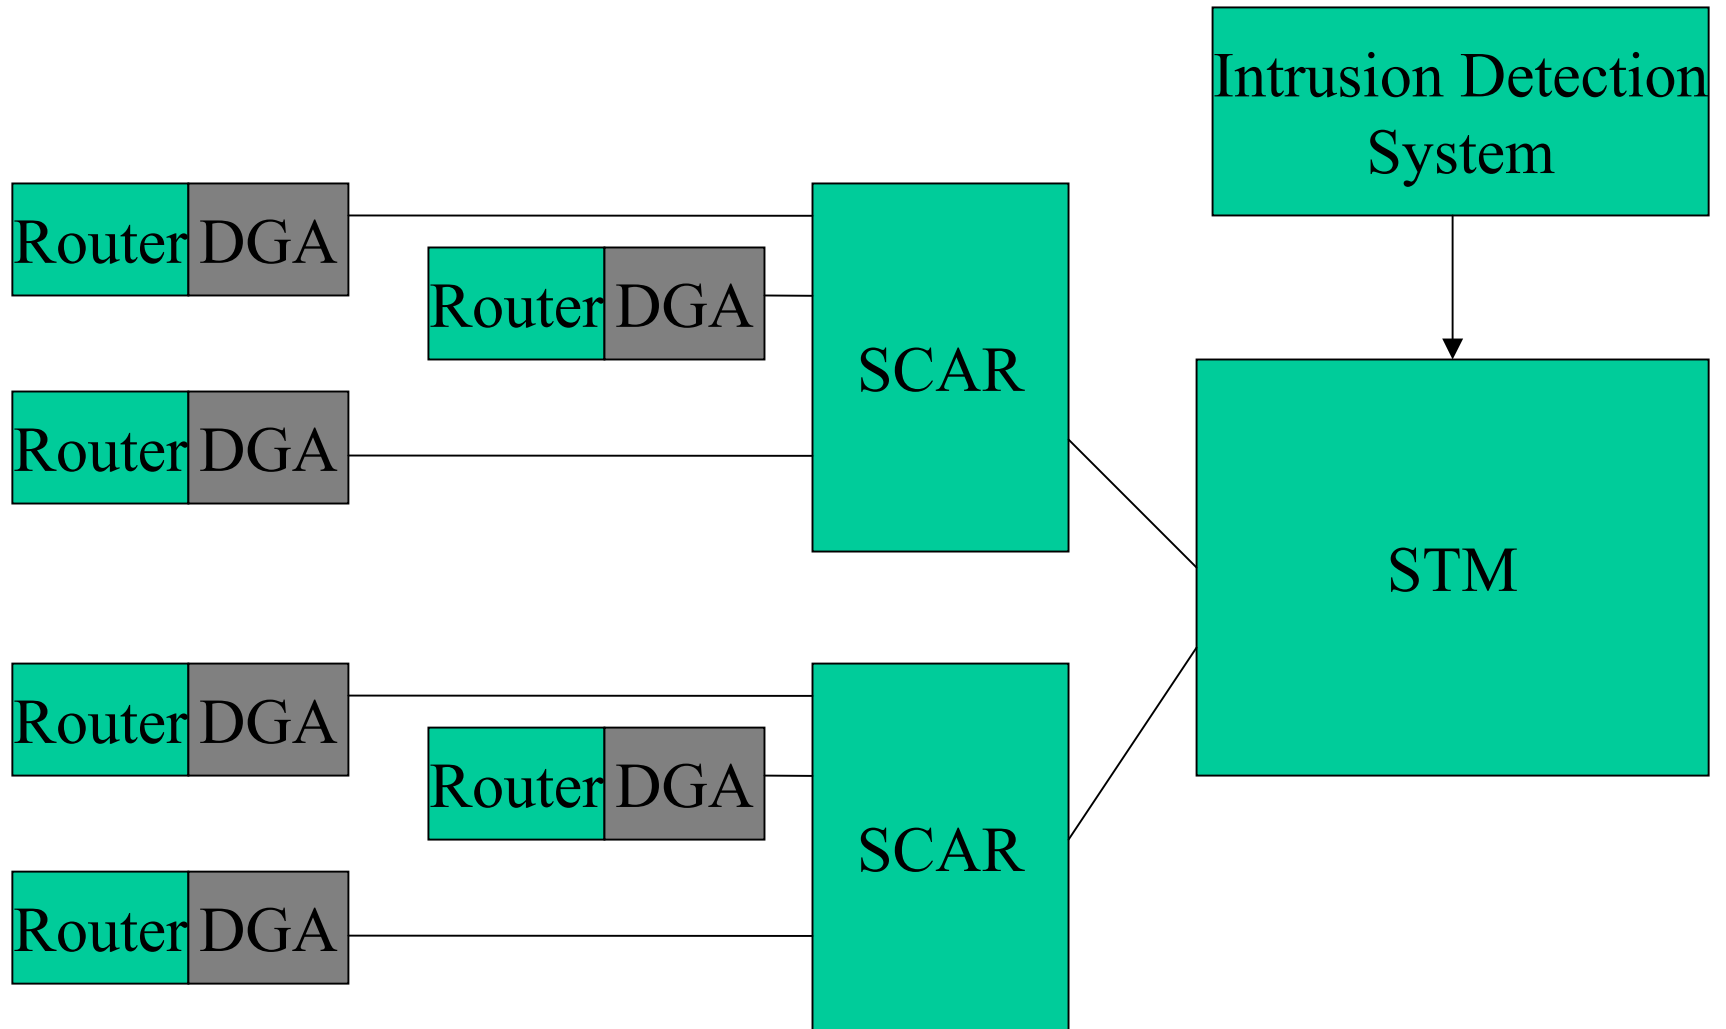 Intrusion Detection
System
Router DGA
Router DGA
Router DGA
SCAR
STM
Router DGA
Router DGA
Router DGA
SCAR